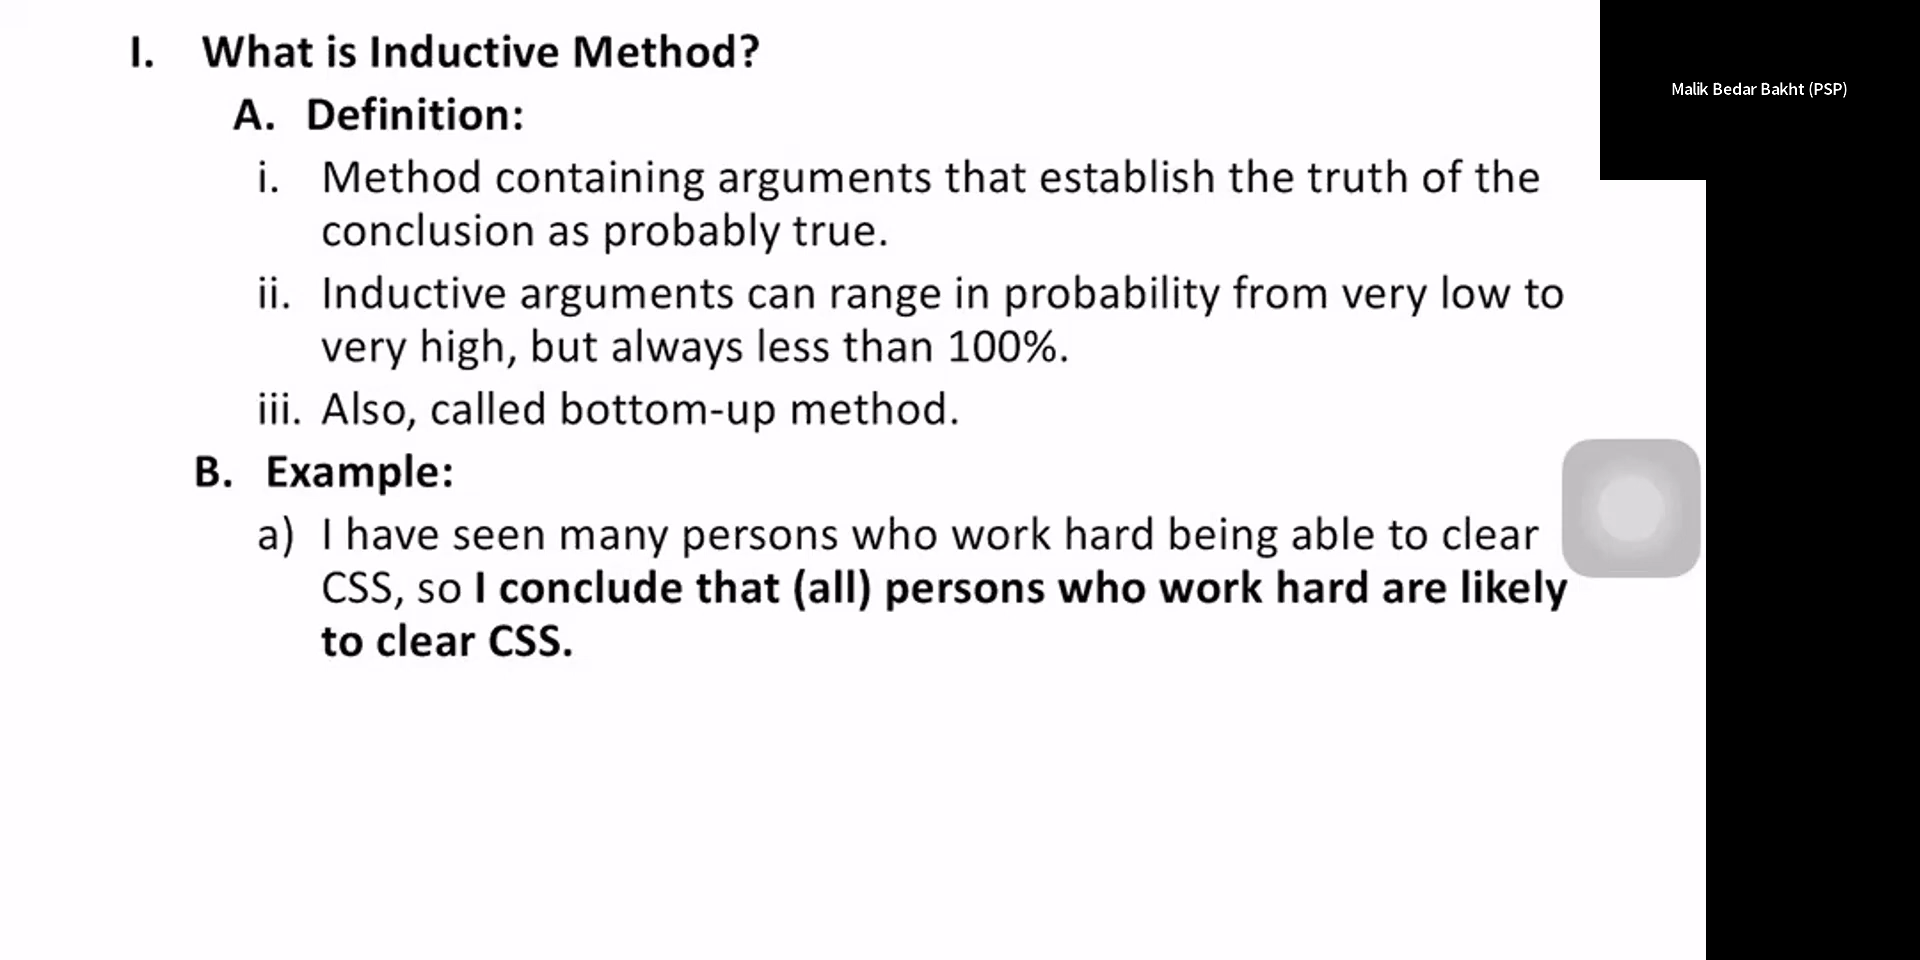 I. What is Inductive Method?
A. Definition:
i. Method containing arguments that establish the truth of the
conclusion as probably true.
ii. Inductive arguments can range in probability from very low to
very high, but always less than 100%.
iii. Also, called bottom-up method.
B. Example:
a) I have seen many persons who work hard being able to clear
CSS, so I conclude that (all) persons who work hard are likely
to clear CSS.
Malik Bedar Bakht (PSP)